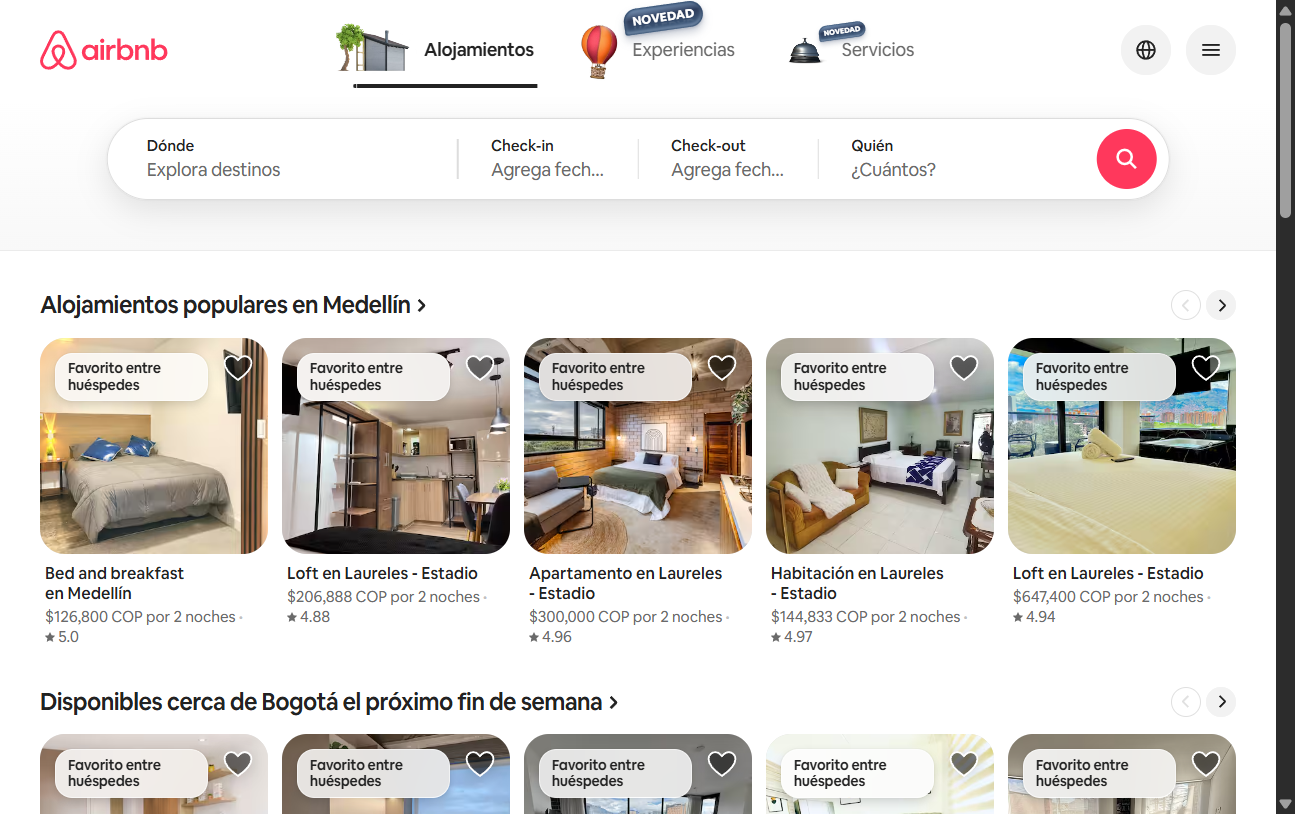 airbnb
Alojamientos
NOVEDAD
Experiencias
NOVEDAD
Servicios
Dónde
Explora destinos
Check-in
Agrega fech...
Check-out
Agrega fech...
Quién
¿Cuántos?
Alojamientos populares en Medellín
Favorito entre
huéspedes
Favorito entre
huéspedes
Favorito entre
huéspedes
Favorito entre
huéspedes
Favorito entre
huéspedes
Bed and breakfast
en Medellín
$126,800 COP por 2 noches ·
★ 5.0
Loft en Laureles - Estadio
$206,888 COP por 2 noches ·
★ 4.88
Apartamento en Laureles
- Estadio
$300,000 COP por 2 noches ·
★ 4.96
Habitación en Laureles
- Estadio
$144,833 COP por 2 noches ·
★ 4.97
Loft en Laureles - Estadio
$647,400 COP por 2 noches ·
★ 4.94
Disponibles cerca de Bogotá el próximo fin de semana
Favorito entre
huéspedes
Favorito entre
huéspedes
Favorito entre
huéspedes
Favorito entre
huéspedes
Favorito entre
huéspedes